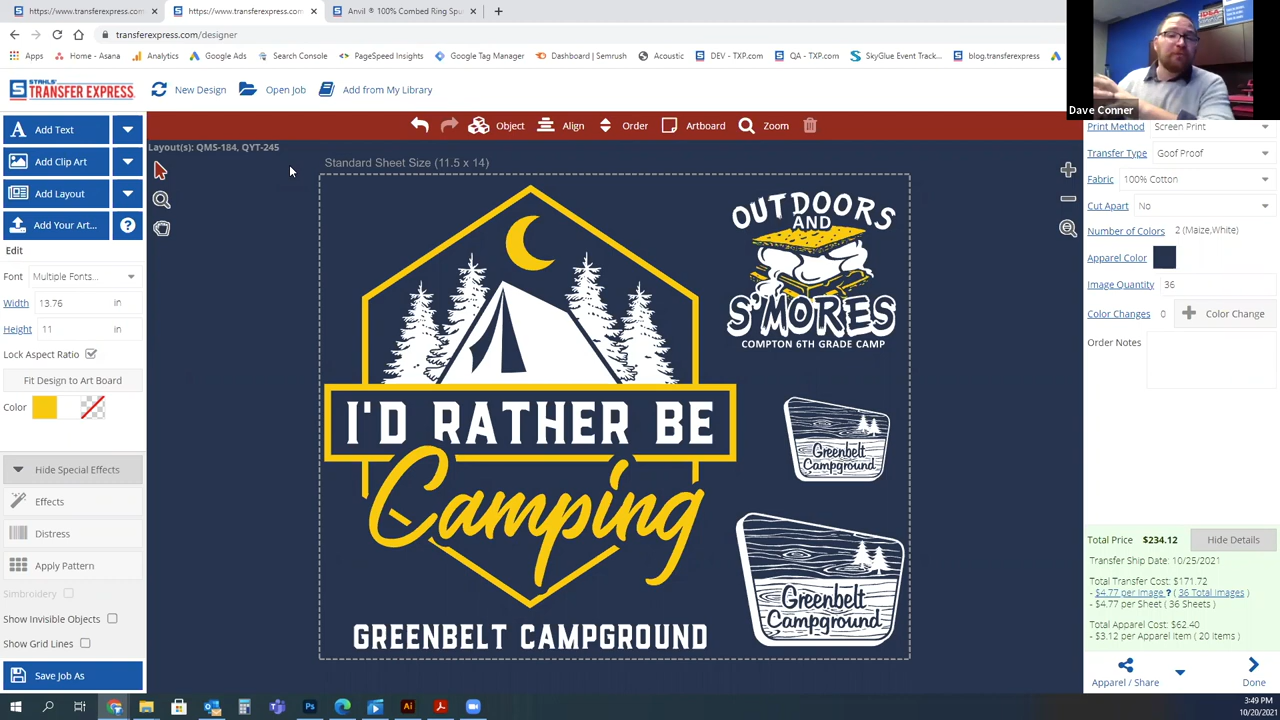 https://www.transferexpress.com
https://www.transferexpress.com
Anvil ® 100% Combed Ring Spu
transferexpress.com/designer
Apps
Home - Asana
Analytics
Google Ads
Search Console
PageSpeed Insights
Google Tag Manager
Dashboard | Semrush
Acoustic
DEV - TXP.com
QA - TXP.com
SkyGlue Event Track...
blog.transferexpress
Dave Conner
STAHLS'
TRANSFER EXPRESS
New Design
Open Job
Add from My Library
Object
Align
Order
Artboard
Zoom
Add Text
Add Clip Art
Add Layout
Add Your Art...
Edit
Font
Multiple Fonts...
Width
13.76
in
Height
11
in
Lock Aspect Ratio
Fit Design to Art Board
Color
Hide Special Effects
Effects
Distress
Apply Pattern
Simbroidery
Show Invisible Objects
Show Grid Lines
Save Job As
Layout(s): QMS-184, QYT-245
Standard Sheet Size (11.5 x 14)
I'D RATHER BE
Camping
GREENBELT CAMPGROUND
OUTDOORS
AND
S'MORES
COMPTON 6TH GRADE CAMP
Greenbelt
Campground
Greenbelt
Campground
Print Method
Screen Print
Transfer Type
Goof Proof
Fabric
100% Cotton
Cut Apart
No
Number of Colors
2 (Maize,White)
Apparel Color
Image Quantity
36
Color Changes
0
Color Change
Order Notes
Total Price
$234.12
Hide Details
Transfer Ship Date: 10/25/2021
Total Transfer Cost: $171.72
- $4.77 per Image ? ( 36 Total Images )
- $4.77 per Sheet ( 36 Sheets )
Total Apparel Cost: $62.40
- $3.12 per Apparel Item ( 20 Items )
Apparel / Share
Done
3:49 PM
10/20/2021